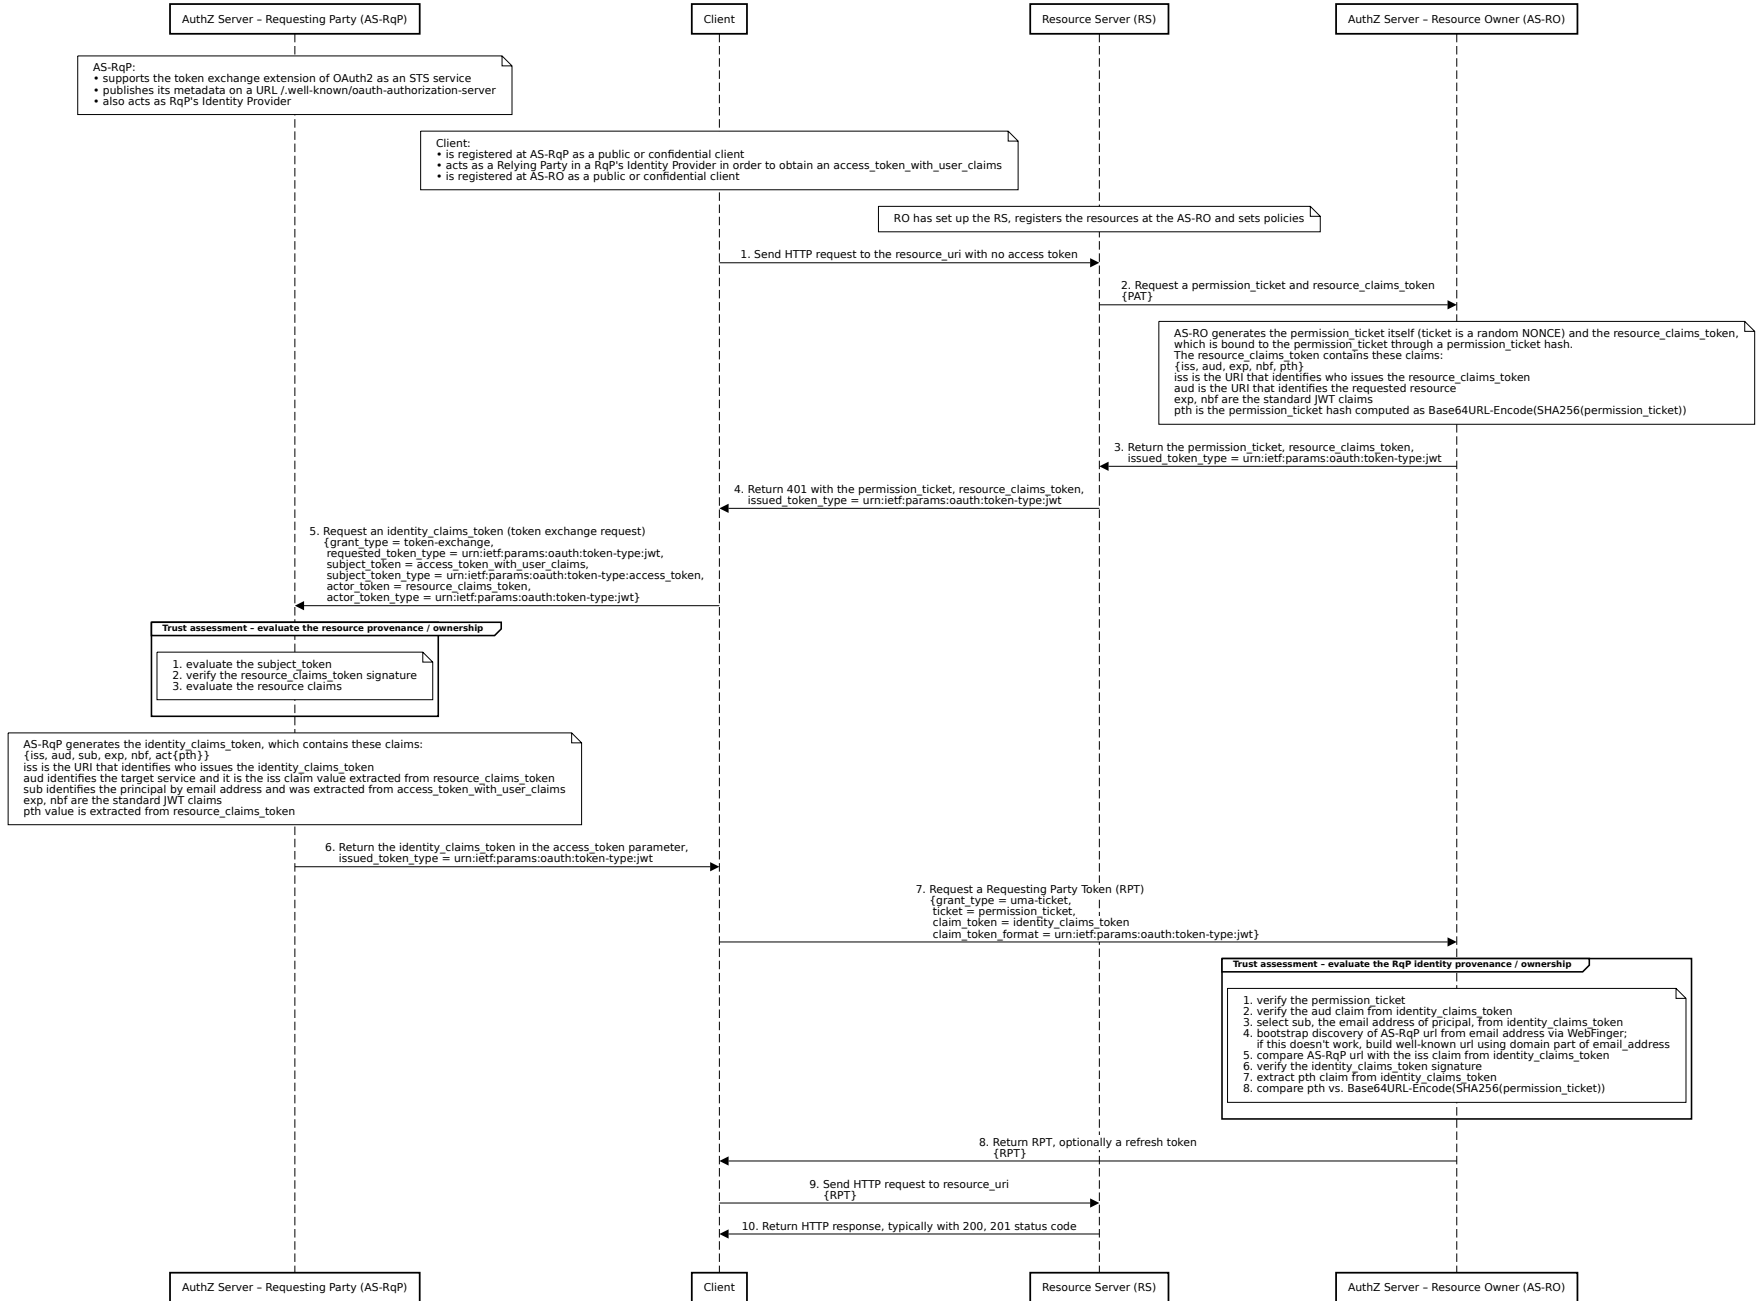 AuthZ Server – Requesting Party (AS-RqP)
Client
Resource Server (RS)
AuthZ Server – Resource Owner (AS-RO)
AS-RqP:
• supports the token exchange extension of OAuth2 as an STS service
• publishes its metadata on a URL /.well-known/oauth-authorization-server
• also acts as RqP's Identity Provider
Client:
• is registered at AS-RqP as a public or confidential client
• acts as a Relying Party in a RqP's Identity Provider in order to obtain an access_token_with_user_claims
• is registered at AS-RO as a public or confidential client
RO has set up the RS, registers the resources at the AS-RO and sets policies
1. Send HTTP request to the resource_uri with no access token
2. Request a permission_ticket and resource_claims_token
{PAT}
AS-RO generates the permission_ticket itself (ticket is a random NONCE) and the resource_claims_token,
which is bound to the permission_ticket through a permission_ticket hash.
The resource_claims_token contains these claims:
{iss, aud, exp, nbf, pth}
iss is the URI that identifies who issues the resource_claims_token
aud is the URI that identifies the requested resource
exp, nbf are the standard JWT claims
pth is the permission_ticket hash computed as Base64URL-Encode(SHA256(permission_ticket))
3. Return the permission_ticket, resource_claims_token,
issued_token_type = urn:ietf:params:oauth:token-type:jwt
4. Return 401 with the permission_ticket, resource_claims_token,
issued_token_type = urn:ietf:params:oauth:token-type:jwt
5. Request an identity_claims_token (token exchange request)
{grant_type = token-exchange,
requested_token_type = urn:ietf:params:oauth:token-type:jwt,
subject_token = access_token_with_user_claims,
subject_token_type = urn:ietf:params:oauth:token-type:access_token,
actor_token = resource_claims_token,
actor_token_type = urn:ietf:params:oauth:token-type:jwt}
Trust assessment – evaluate the resource provenance / ownership
1. evaluate the subject_token
2. verify the resource_claims_token signature
3. evaluate the resource claims
AS-RqP generates the identity_claims_token, which contains these claims:
{iss, aud, sub, exp, nbf, act{pth}}
iss is the URI that identifies who issues the identity_claims_token
aud identifies the target service and it is the iss claim value extracted from resource_claims_token
sub identifies the principal by email address and was extracted from access_token_with_user_claims
exp, nbf are the standard JWT claims
pth value is extracted from resource_claims_token
6. Return the identity_claims_token in the access_token parameter,
issued_token_type = urn:ietf:params:oauth:token-type:jwt
7. Request a Requesting Party Token (RPT)
{grant_type = uma-ticket,
ticket = permission_ticket,
claim_token = identity_claims_token
claim_token_format = urn:ietf:params:oauth:token-type:jwt}
Trust assessment – evaluate the RqP identity provenance / ownership
1. verify the permission_ticket
2. verify the aud claim from identity_claims_token
3. select sub, the email address of pricipal, from identity_claims_token
4. bootstrap discovery of AS-RqP url from email address via WebFinger;
if this doesn't work, build well-known url using domain part of email_address
5. compare AS-RqP url with the iss claim from identity_claims_token
6. verify the identity_claims_token signature
7. extract pth claim from identity_claims_token
8. compare pth vs. Base64URL-Encode(SHA256(permission_ticket))
8. Return RPT, optionally a refresh token
{RPT}
9. Send HTTP request to resource_uri
{RPT}
10. Return HTTP response, typically with 200, 201 status code
AuthZ Server – Requesting Party (AS-RqP)
Client
Resource Server (RS)
AuthZ Server – Resource Owner (AS-RO)